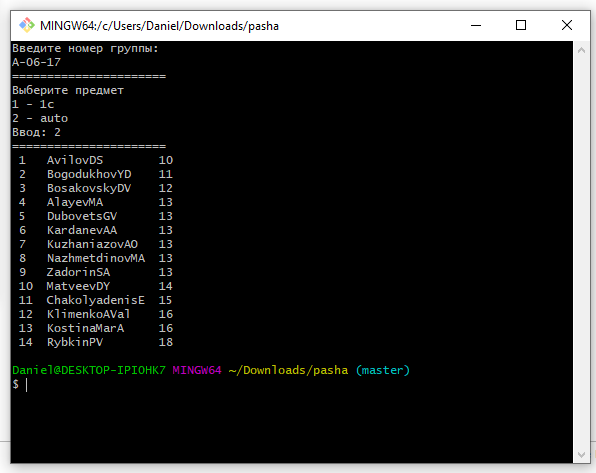 MINGW64:/c/Users/Daniel/Downloads/pasha
Введите номер группы:
А-06-17
======================
Выберите предмет
1 - 1c
2 - auto
Ввод: 2
======================
1 AvilovDS 10
2 BogodukhovYD 11
3 BosakovskyDV 12
4 AlayevMA 13
5 DubovetsGV 13
6 KardanevAA 13
7 KuzhaniazovAO 13
8 NazhmetdinovMA 13
9 ZadorinSA 13
10 MatveevDY 14
11 ChakolyadenisE 15
12 KlimenkoAVal 16
13 KostinaMarA 16
14 RybkinPV 18
Daniel@DESKTOP-IPIOHK7 MINGW64 ~/Downloads/pasha (master)
$